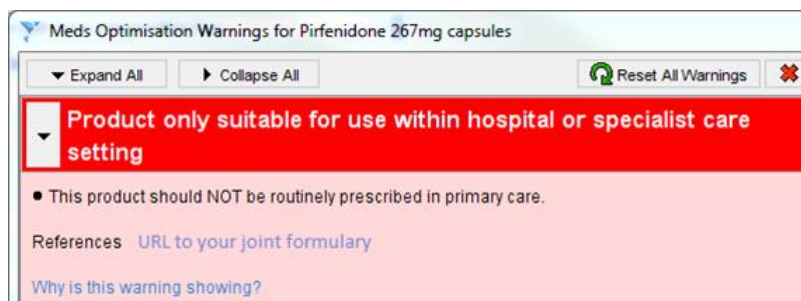 Meds Optimisation Warnings for Pirfenidone 267mg capsules
Expand All Collapse All Reset All Warnings
Product only suitable for use within hospital or specialist care
setting
• This product should NOT be routinely prescribed in primary care.
References URL to your joint formulary
Why is this warning showing?